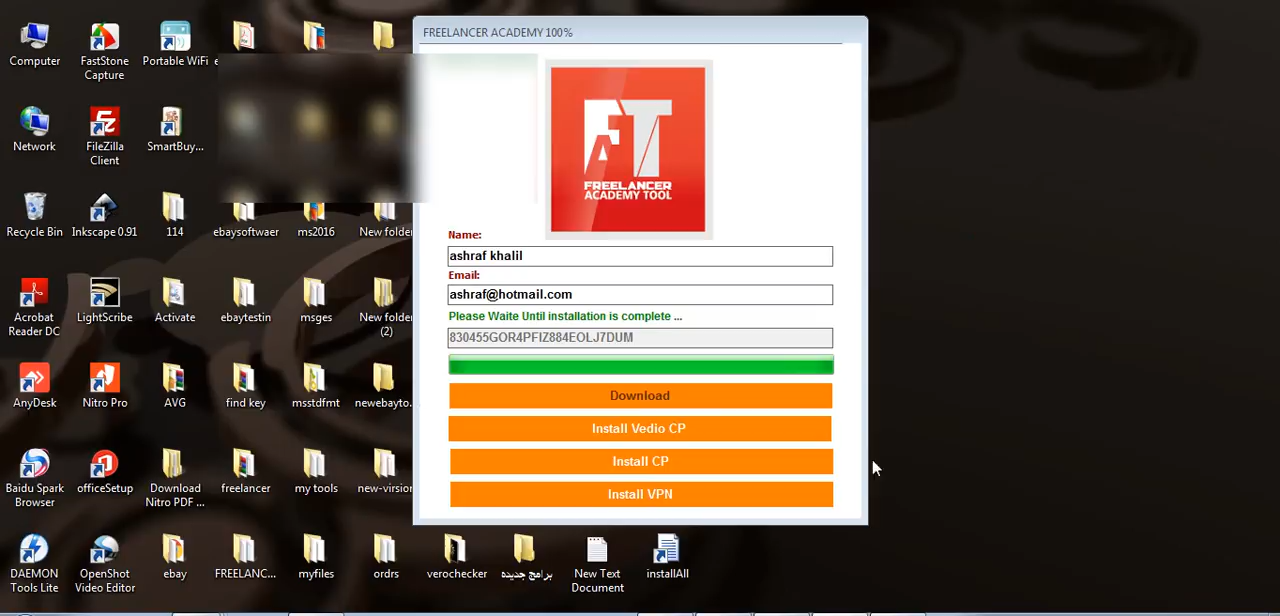 FREELANCER ACADEMY 100%
Computer
FastStone Capture
Portable WiFi
Network
FileZilla Client
SmartBuy...
Recycle Bin
Inkscape 0.91
114
ebaysoftwaer
ms2016
New folder
Acrobat Reader DC
LightScribe
Activate
ebaytestin
msges
New folder (2)
AnyDesk
Nitro Pro
AVG
find key
msstdfmt
newebayto...
Baidu Spark Browser
officeSetup
Download Nitro PDF ...
freelancer
my tools
new-virsion
DAEMON Tools Lite
OpenShot Video Editor
ebay
FREELANC...
myfiles
ordrs
verochecker
برامج جديده
New Text Document
installAll
FAT
FREELANCER
ACADEMY TOOL
Name:
ashraf khalil
Email:
ashraf@hotmail.com
Please Waite Until installation is complete ...
830455GOR4PFIZ884EOLJ7DUM
Download
Install Vedio CP
Install CP
Install VPN